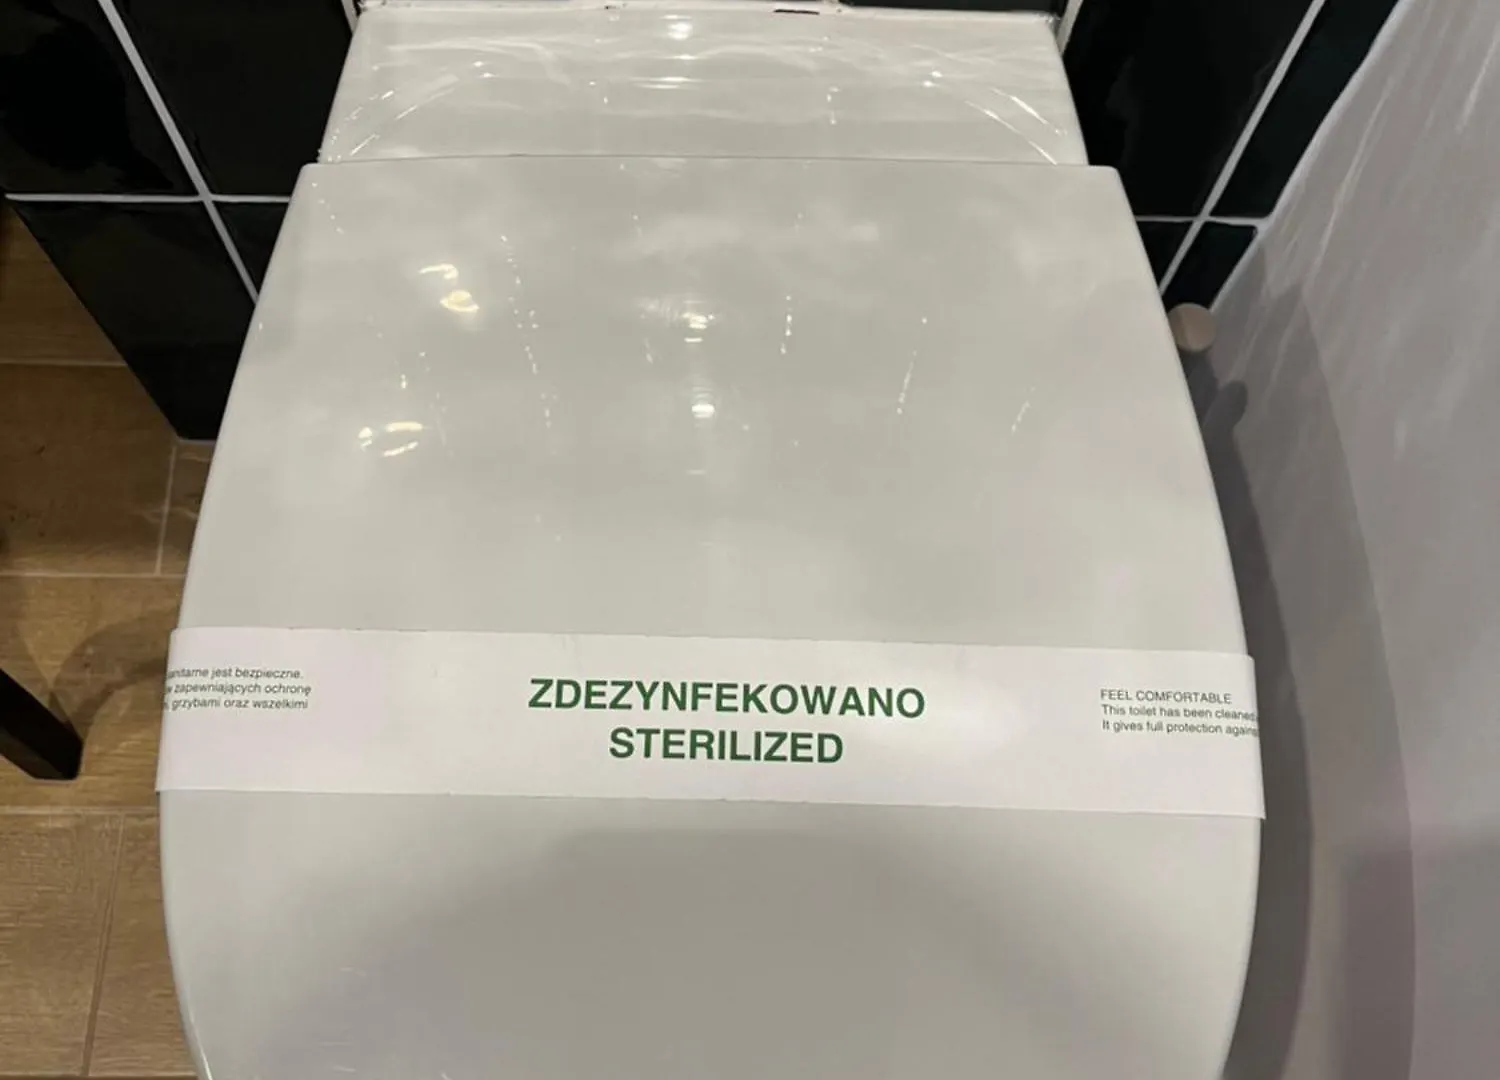 jest bezpieczne.
zapewniających ochronę
grzybami oraz wszelkimi
ZDEZYNFEKOWANO
STERILIZED
FEEL COMFORTABLE
This toilet has been cleaned
It gives full protection